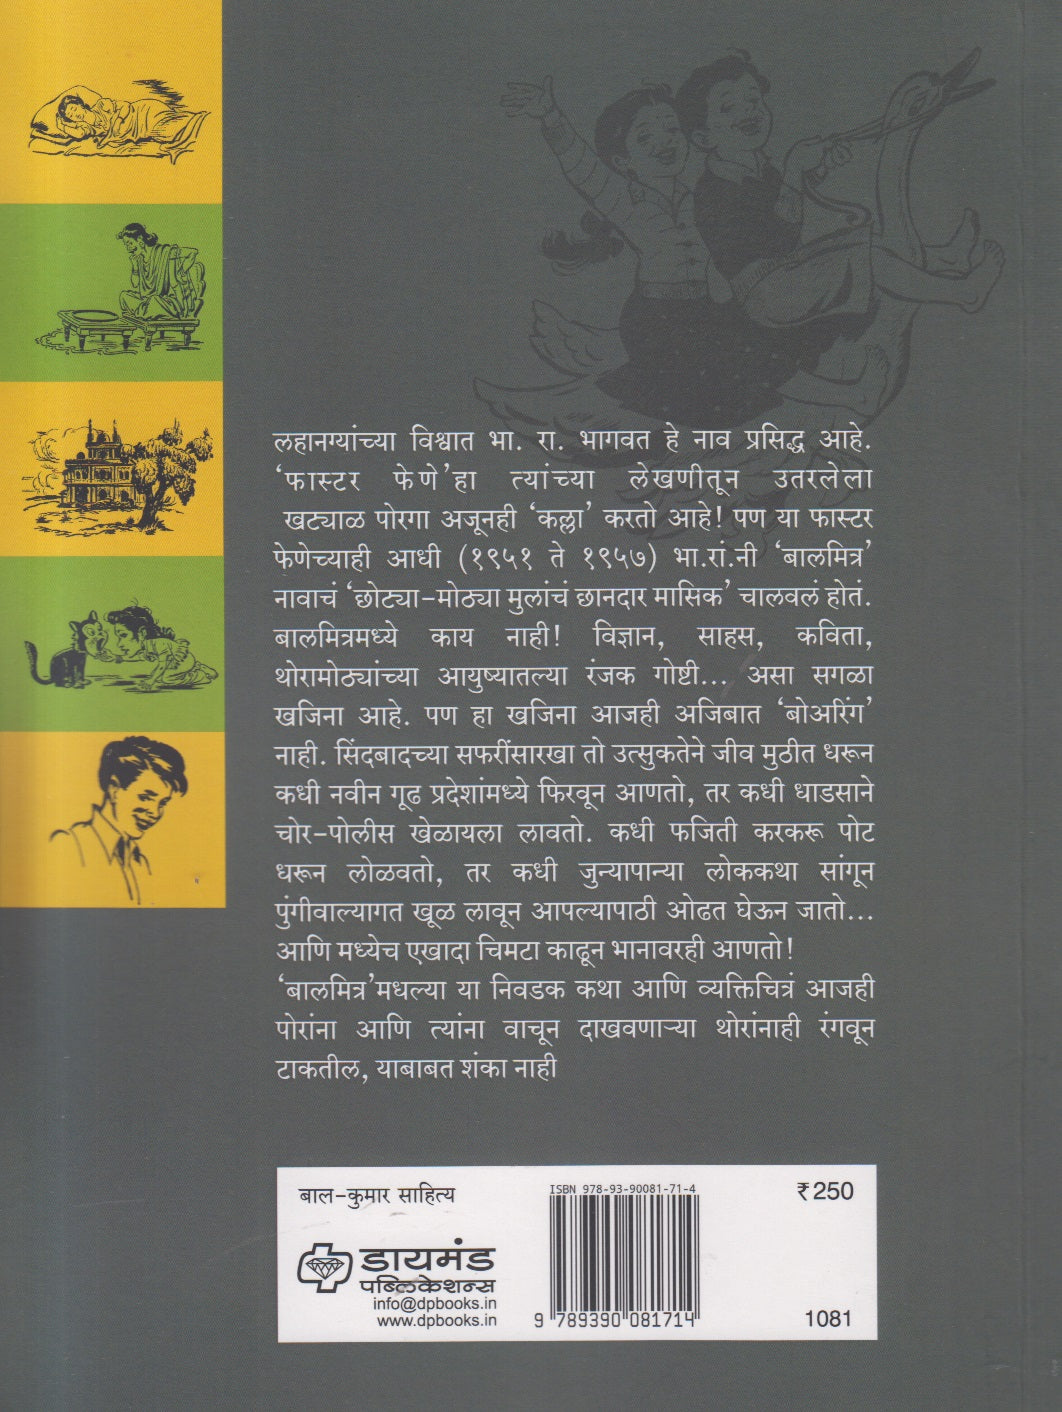 लहानग्यांच्या विश्वात भा. रा. भागवत हे नाव प्रसिद्ध आहे.
‘फास्टर फेणे’हा त्यांच्या लेखणीतून उतरलेला
खट्याळ पोरगा अजूनही ‘कल्ला’ करतो आहे! पण या फास्टर
फेणेच्याही आधी (१९५१ ते १९५७) भा.रां.नी ‘बालमित्र’
नावाचं ‘छोट्या-मोठ्या मुलांचं छानदार मासिक’ चालवलं होतं.
बालमित्रमध्ये काय नाही! विज्ञान, साहस, कविता,
थोरामोठ्यांच्या आयुष्यातल्या रंजक गोष्टी... असा सगळा
खजिना आहे. पण हा खजिना आजही अजिबात ‘बोअरिंग’
नाही. सिंदबादच्या सफरींसारखा तो उत्सुकतेने जीव मुठीत धरून
कधी नवीन गूढ प्रदेशांमध्ये फिरवून आणतो, तर कधी धाडसाने
चोर-पोलीस खेळायला लावतो. कधी फजिती करकरू पोट
धरून लोळवतो, तर कधी जुन्यापान्या लोककथा सांगून
पुंगीवाल्यागत खूळ लावून आपल्यापाठी ओढत घेऊन जातो...
आणि मध्येच एखादा चिमटा काढून भानावरही आणतो!
‘बालमित्र’मधल्या या निवडक कथा आणि व्यक्तिचित्रं आजही
पोरांना आणि त्यांना वाचून दाखवणाऱ्या थोरांनाही रंगवून
टाकतील, याबाबत शंका नाही
बाल-कुमार साहित्य
ISBN 978-93-90081-71-4
₹ 250
डायमंड
पब्लिकेशन्स
info@dpbooks.in
www.dpbooks.in
9 789390 081714
1081